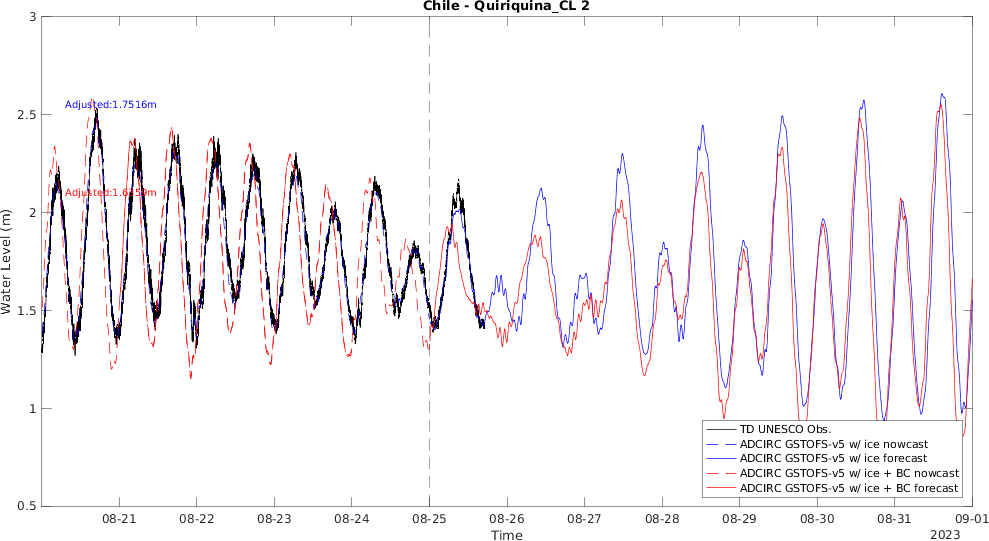 Chile - Quiriquina_CL 2
Water Level (m)
3
2.5
2
1.5
1
0.5
Adjusted:1.7516m
TD UNESCO Obs.
ADCIRC GSTOFS-v5 w/ ice nowcast
ADCIRC GSTOFS-v5 w/ ice forecast
ADCIRC GSTOFS-v5 w/ ice + BC nowcast
ADCIRC GSTOFS-v5 w/ ice + BC forecast
08-21 08-22 08-23 08-24 08-25 08-26 08-27 08-28 08-29 08-30 08-31 09-01
Time
2023